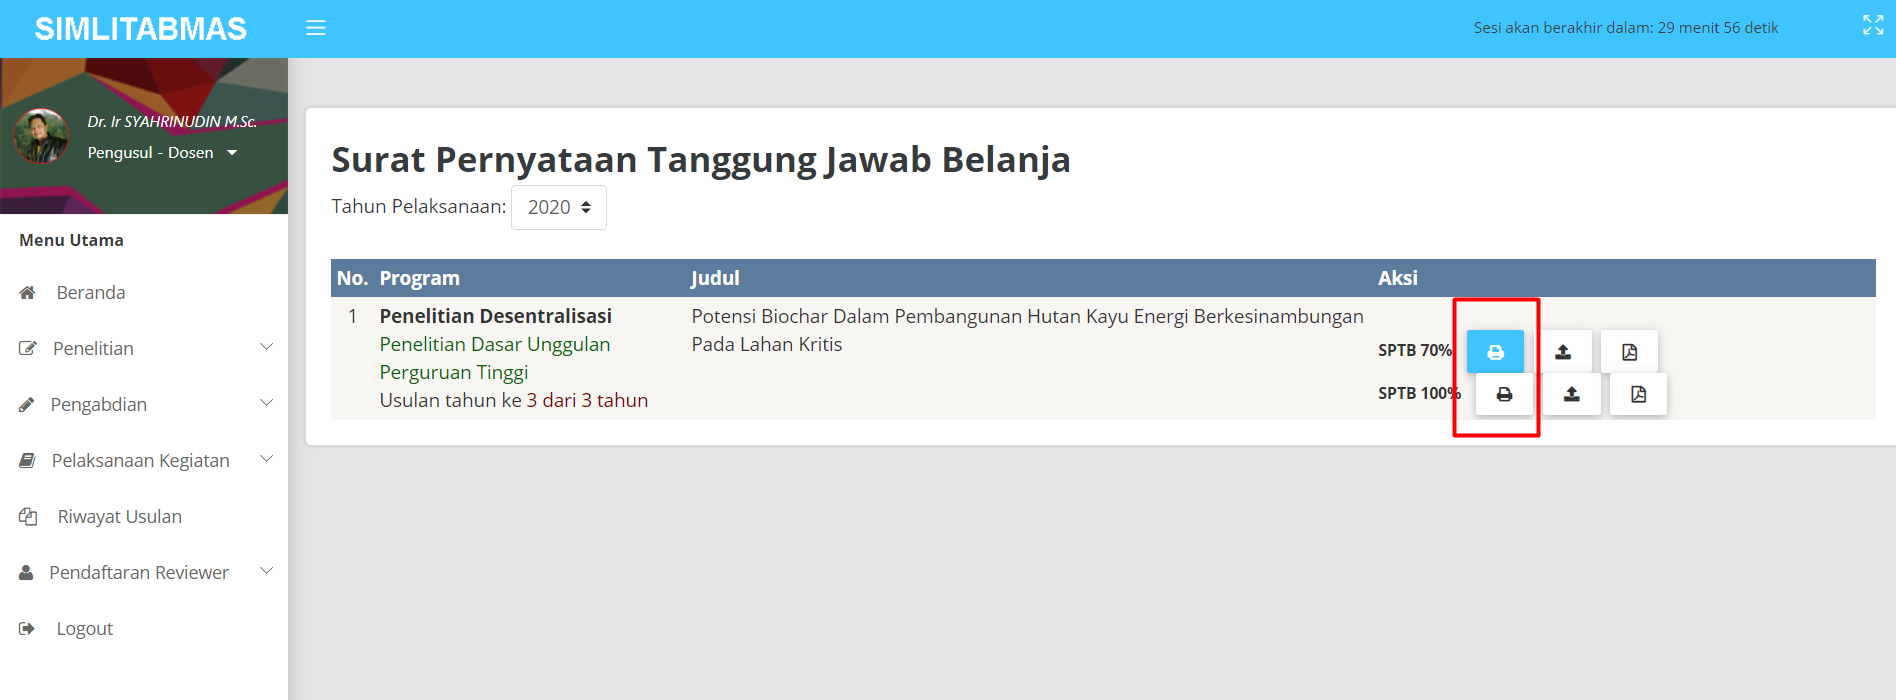 SIMLITABMAS
Sesi akan berakhir dalam: 29 menit 56 detik
Dr. Ir SYAHRINUDIN M.Sc.
Pengusul - Dosen
Menu Utama
Beranda
Penelitian
Pengabdian
Pelaksanaan Kegiatan
Riwayat Usulan
Pendaftaran Reviewer
Logout
Surat Pernyataan Tanggung Jawab Belanja
Tahun Pelaksanaan: 2020
No. Program Judul Aksi
1 Penelitian Desentralisasi Potensi Biochar Dalam Pembangunan Hutan Kayu Energi Berkesinambungan
Penelitian Dasar Unggulan Pada Lahan Kritis
SPTB 70%
Perguruan Tinggi
SPTB 100%
Usulan tahun ke 3 dari 3 tahun